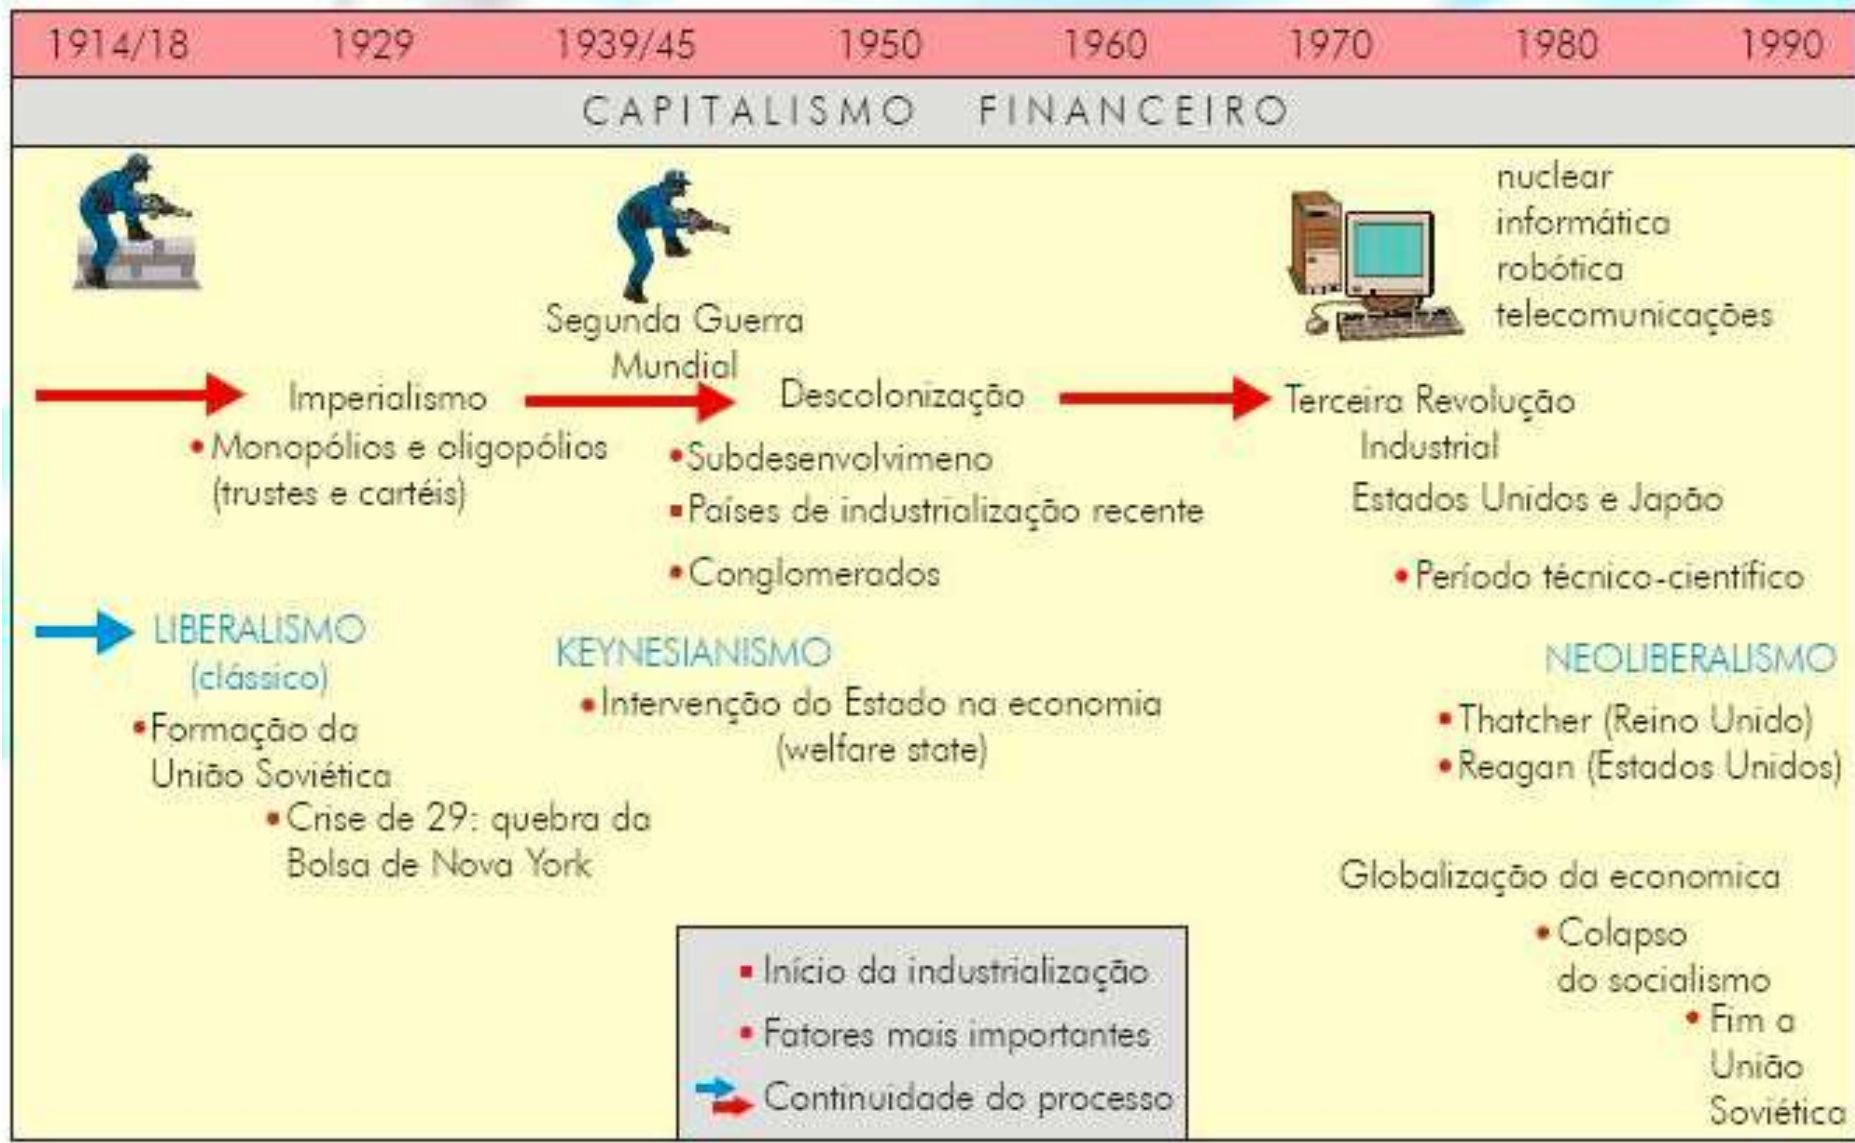 1914/18 1929 1939/45 1950 1960 1970 1980 1990
CAPITALISMO FINANCEIRO
nuclear
informática
robótica
telecomunicações
Segunda Guerra
Mundial
Imperialismo
• Monopólios e oligopólios
(trustes e cartéis)
Descolonização
• Subdesenvolvimeno
▪ Países de industrialização recente
• Conglomerados
Terceira Revolução
Industrial
Estados Unidos e Japão
• Período técnico-científico
LIBERALISMO
(clássico)
• Formação da
União Soviética
• Crise de 29: quebra da
Bolsa de Nova York
KEYNESIANISMO
• Intervenção do Estado na economia
(welfare state)
NEOLIBERALISMO
• Thatcher (Reino Unido)
• Reagan (Estados Unidos)
Globalização da economica
• Colapso
do socialismo
• Fim a
União
Soviética
▪ Início da industrialização
• Fatores mais importantes
Continuidade do processo